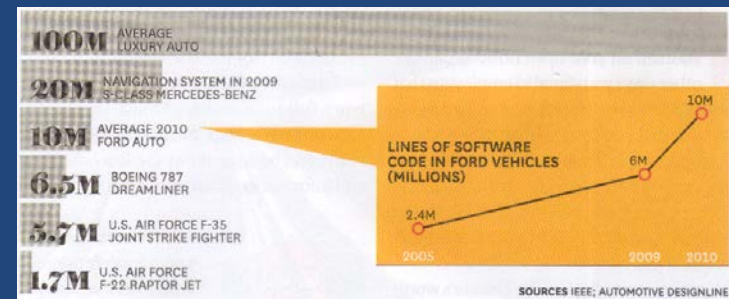 100M AVERAGE
LUXURY AUTO
20M NAVIGATION SYSTEM IN 2009
S-CLASS MERCEDES-BENZ
10M AVERAGE 2010
FORD AUTO
6.5M BOEING 787
DREAMLINER
5.7M U.S. AIR FORCE F-35
JOINT STRIKE FIGHTER
1.7M U.S. AIR FORCE
F-22 RAPTOR JET
LINES OF SOFTWARE
CODE IN FORD VEHICLES
(MILLIONS)
10M
6M
2.4M
2005 2009 2010
SOURCES IEEE; AUTOMOTIVE DESIGNLINE